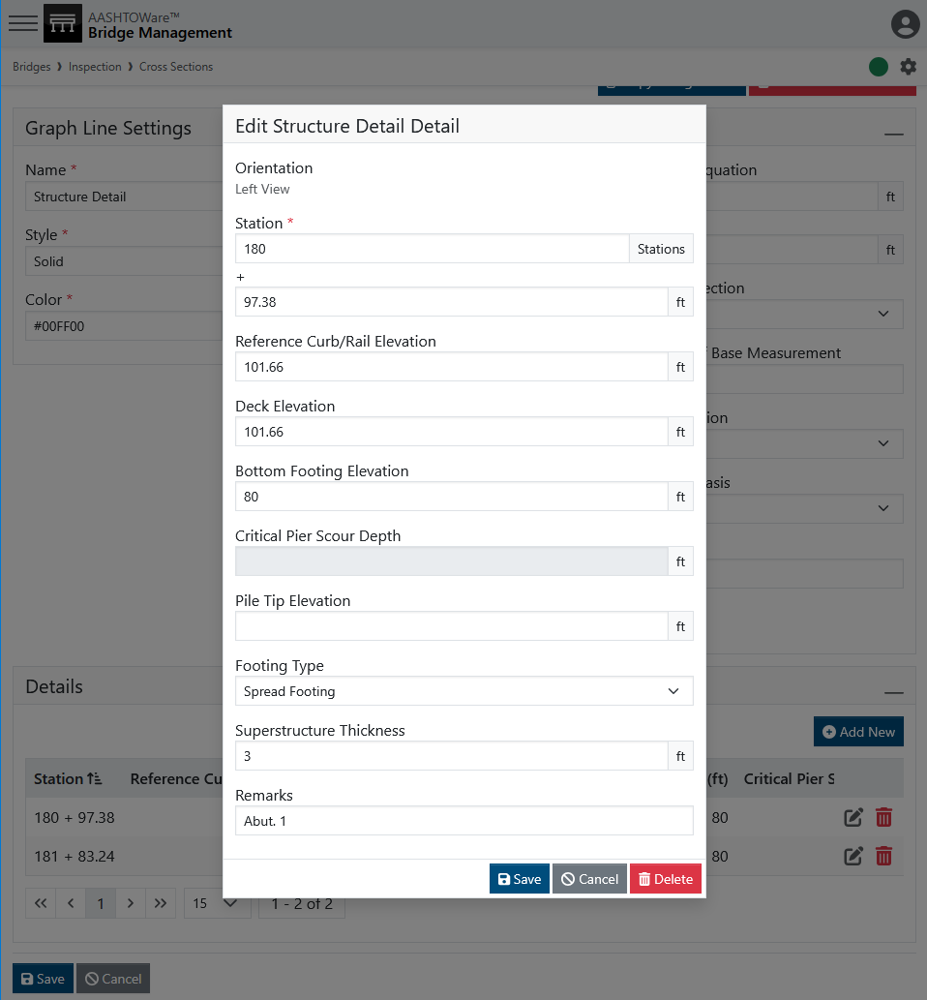 AASHTOWare™
Bridge Management
Bridges › Inspection › Cross Sections
Graph Line Settings
Name *
Structure Detail
Style *
Solid
Color *
#00FF00
ft
ft
Base Measurement
Edit Structure Detail Detail
Orientation
Left View
Station *
180 Stations
+
97.38 ft
Reference Curb/Rail Elevation
101.66 ft
Deck Elevation
101.66 ft
Bottom Footing Elevation
80 ft
Critical Pier Scour Depth
ft
Pile Tip Elevation
ft
Footing Type
Spread Footing
Superstructure Thickness
3 ft
Remarks
Abut. 1
Save Cancel Delete
Details
Add New
Station Reference Cu (ft) Critical Pier S
180 + 97.38 80
181 + 83.24 80
1 15 1 - 2 of 2
Save Cancel